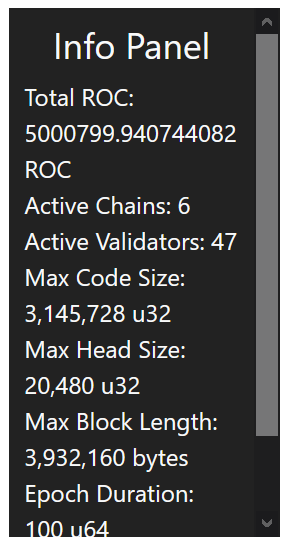 Info Panel
Total ROC:
5000799.940744082
ROC
Active Chains: 6
Active Validators: 47
Max Code Size:
3,145,728 u32
Max Head Size:
20,480 u32
Max Block Length:
3,932,160 bytes
Epoch Duration:
100 u64